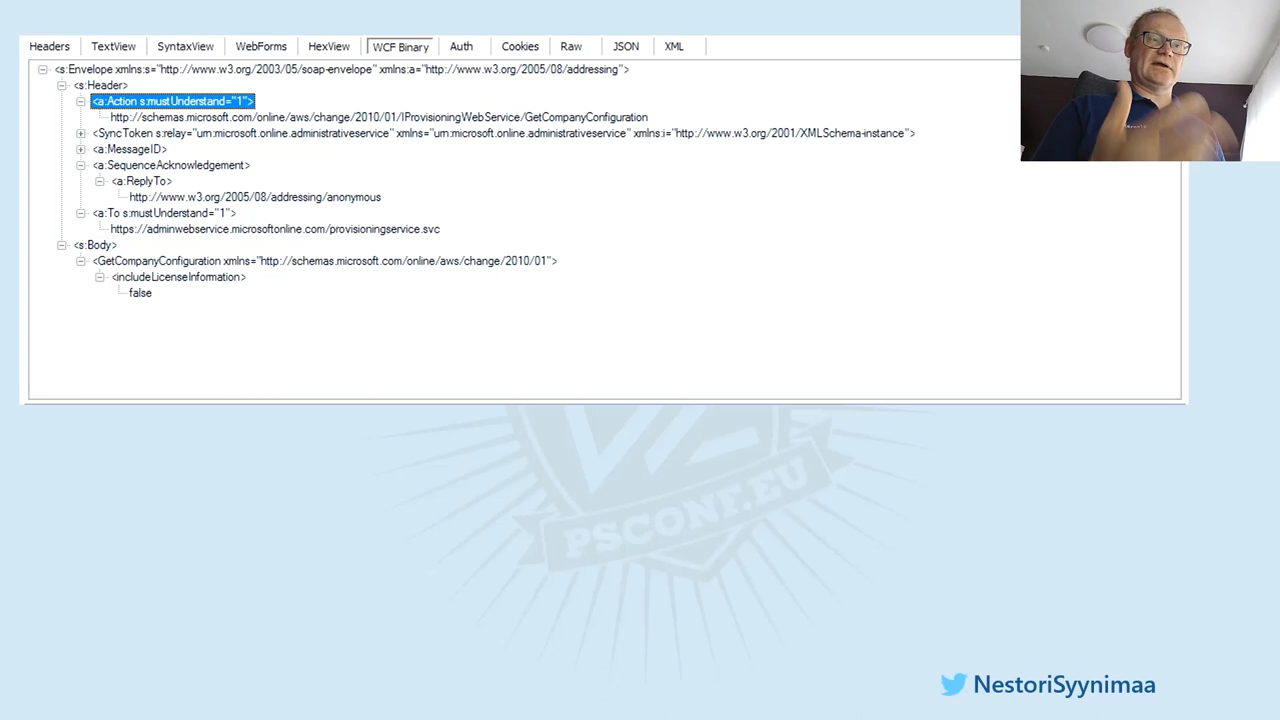 Headers TextView SyntaxView WebForms HexView WCF Binary Auth Cookies Raw JSON XML
<s:Envelope xmlns:s="http://www.w3.org/2003/05/soap-envelope" xmlns:a="http://www.w3.org/2005/08/addressing">
<s:Header>
<a:Action s:mustUnderstand="1">
http://schemas.microsoft.com/online/aws/change/2010/01/IProvisioningWebService/GetCompanyConfiguration
<SyncToken s:relay="urn:microsoft.online.administrativeservice" xmlns="urn:microsoft.online.administrativeservice" xmlns:i="http://www.w3.org/2001/XMLSchema-instance">
<a:MessageID>
<a:SequenceAcknowledgement>
<a:ReplyTo>
http://www.w3.org/2005/08/addressing/anonymous
<a:To s:mustUnderstand="1">
https://adminwebservice.microsoftonline.com/provisioningservice.svc
<s:Body>
<GetCompanyConfiguration xmlns="http://schemas.microsoft.com/online/aws/change/2010/01">
<includeLicenseInformation>
false
PSCONF.EU
NestoriSyynimaa